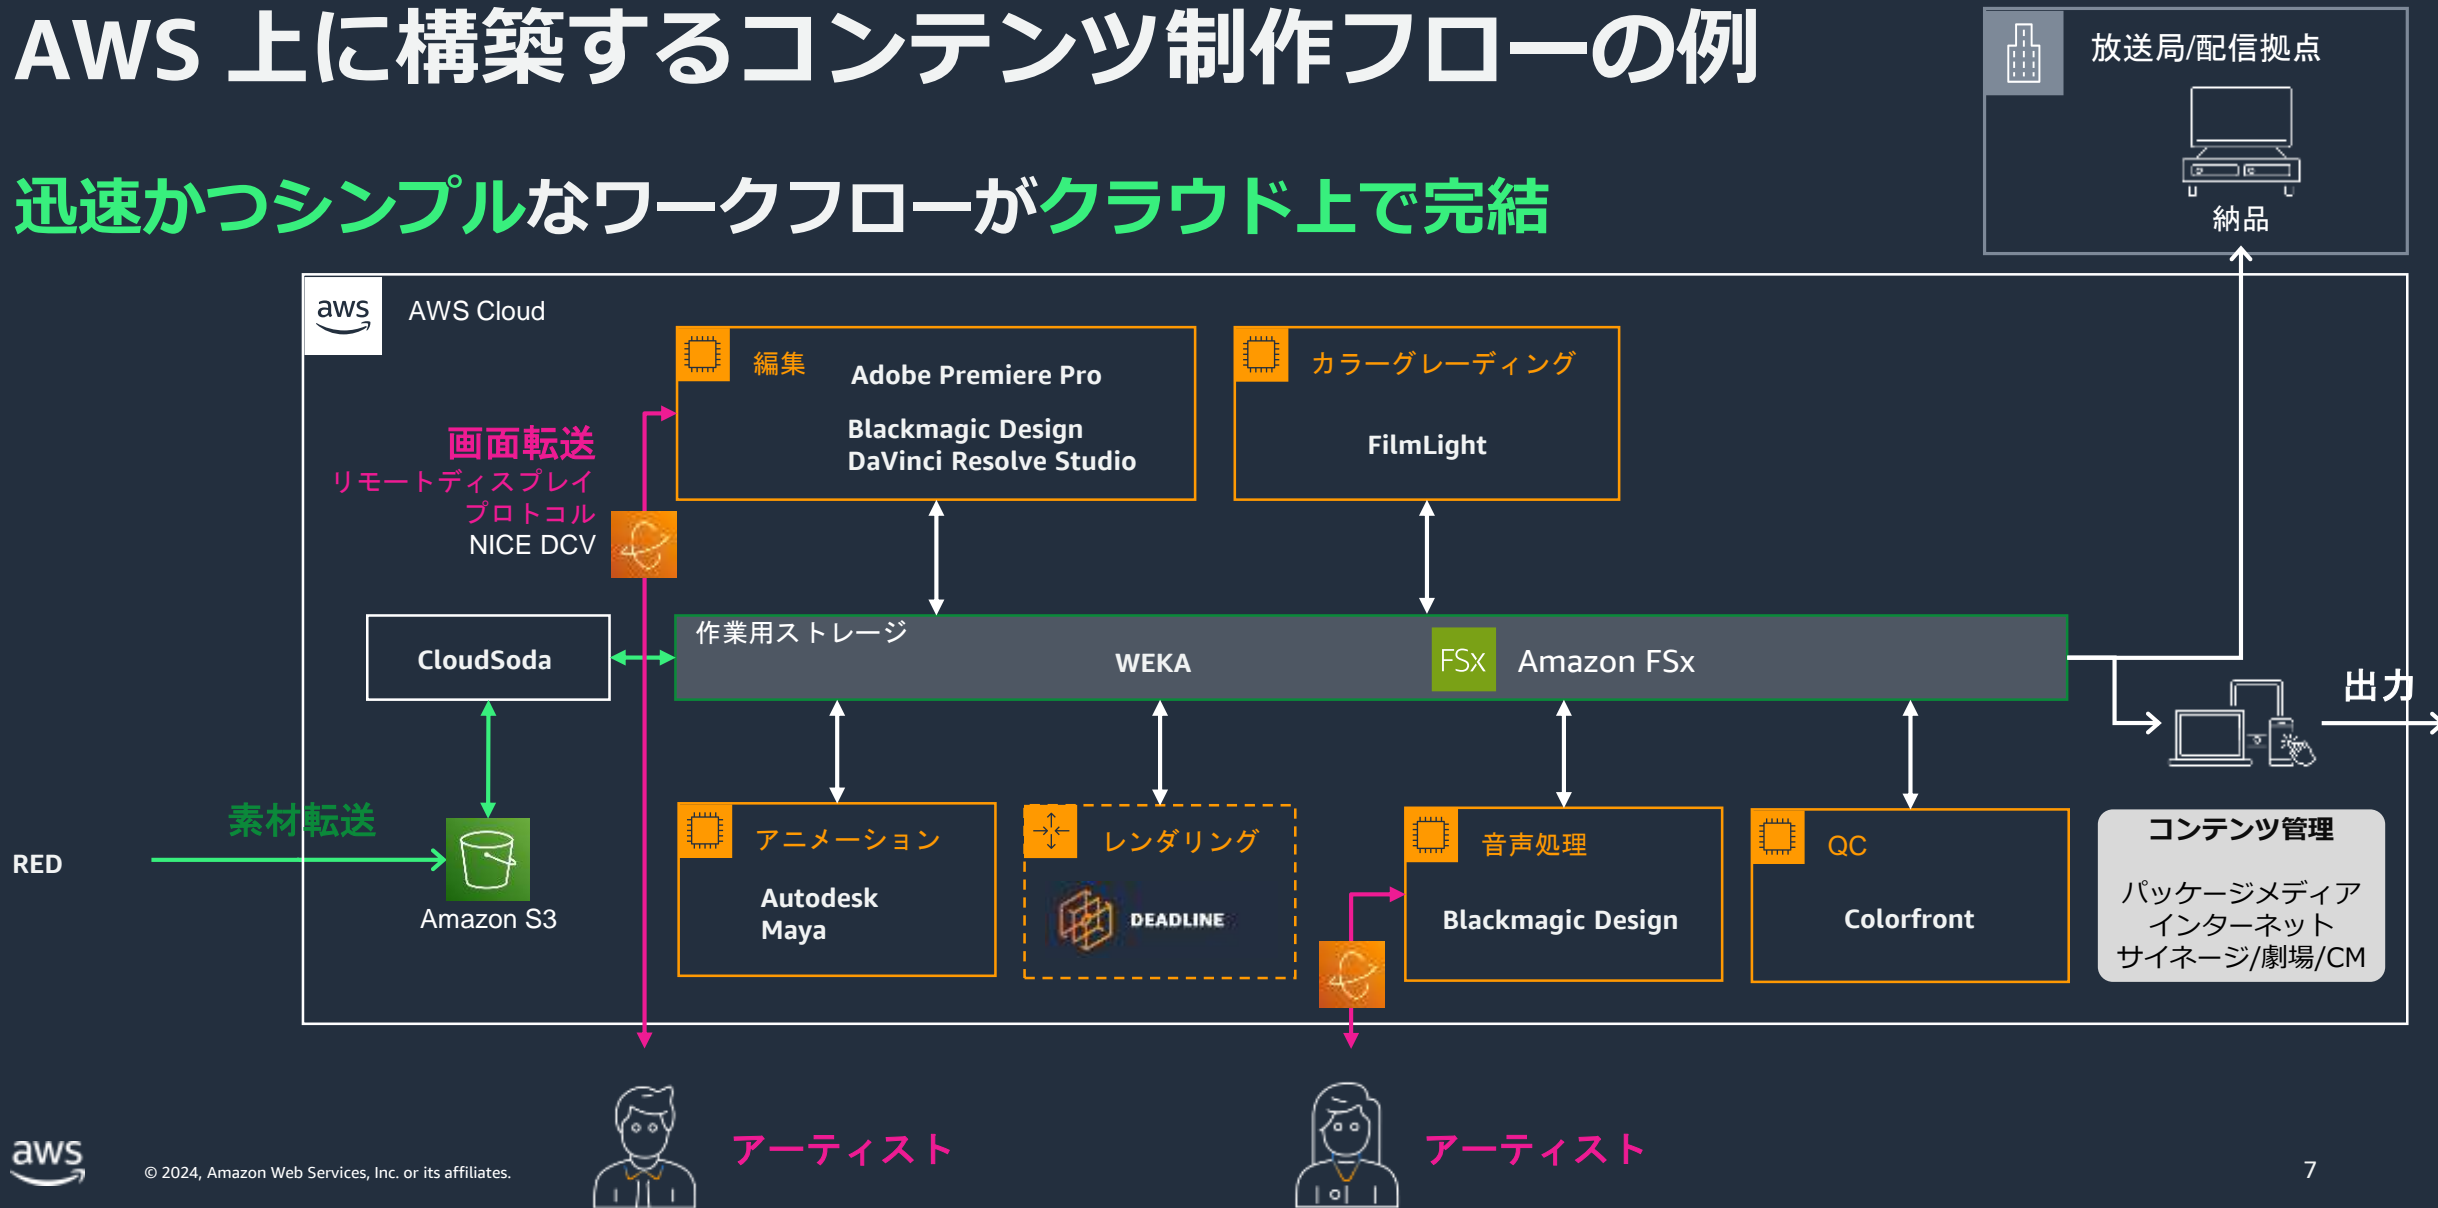 AWS 上に構築するコンテンツ制作フローの例
放送局/配信拠点
納品
迅速かつシンプルなワークフローがクラウド上で完結
aws
AWS Cloud
編集
Adobe Premiere Pro
Blackmagic Design
DaVinci Resolve Studio
カラーグレーディング
FilmLight
画面転送
リモートディスプレイ
プロトコル
NICE DCV
CloudSoda
作業用ストレージ
WEKA
FSx
Amazon FSx
出力
素材転送
RED
Amazon S3
アニメーション
Autodesk
Maya
レンダリング
DEADLINE
音声処理
Blackmagic Design
QC
Colorfront
コンテンツ管理
パッケージメディア
インターネット
サイネージ/劇場/CM
アーティスト
アーティスト
aws
© 2024, Amazon Web Services, Inc. or its affiliates.
7